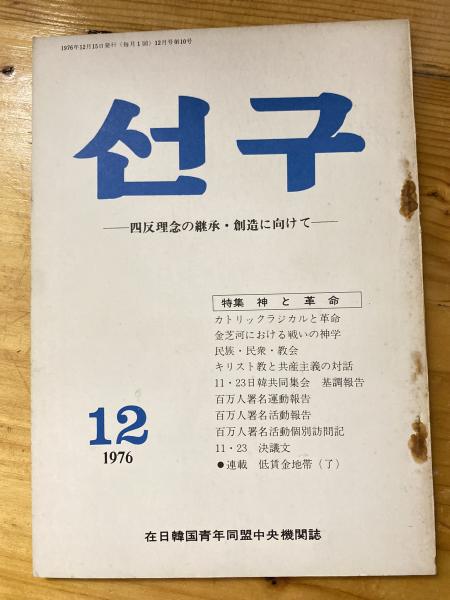 1976年12月15日発行(毎月1回)12月号第10号
선구
――四反理念の継承・創造に向けて――
特集 神と革命
カトリックラジカルと革命
金芝河における戦いの神学
民族・民衆・教会
キリスト教と共産主義の対話
11・23日韓共同集会 基調報告
百万人署名運動報告
百万人署名活動報告
百万人署名活動個別訪問記
11・23 決議文
●連載 低賃金地帯(了)
12
1976
在日韓国青年同盟中央機関誌